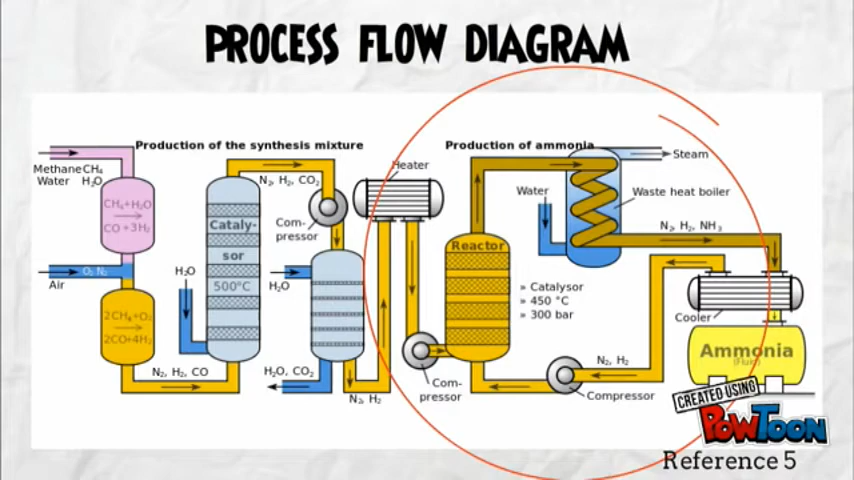 PROCESS FLOW DIAGRAM
Production of the synthesis mixture
Production of ammonia
Methane CH₄
Water H₂O
CH₄+H₂O
CO +3H₂
O₂ N₂
Air
2CH₄+O₂
2CO+4H₂
N₂, H₂, CO
H₂O
Cataly-
sor
500°C
N₂, H₂, CO₂
Com-
pressor
H₂O
H₂O, CO₂
N₂, H₂
Heater
Com-
pressor
Reactor
» Catalysor
» 450 °C
» 300 bar
Water
Steam
Waste heat boiler
N₂, H₂, NH₃
Cooler
N₂, H₂
Compressor
Ammonia
(Fluid)
CREATED USING
POWTOON
Reference 5